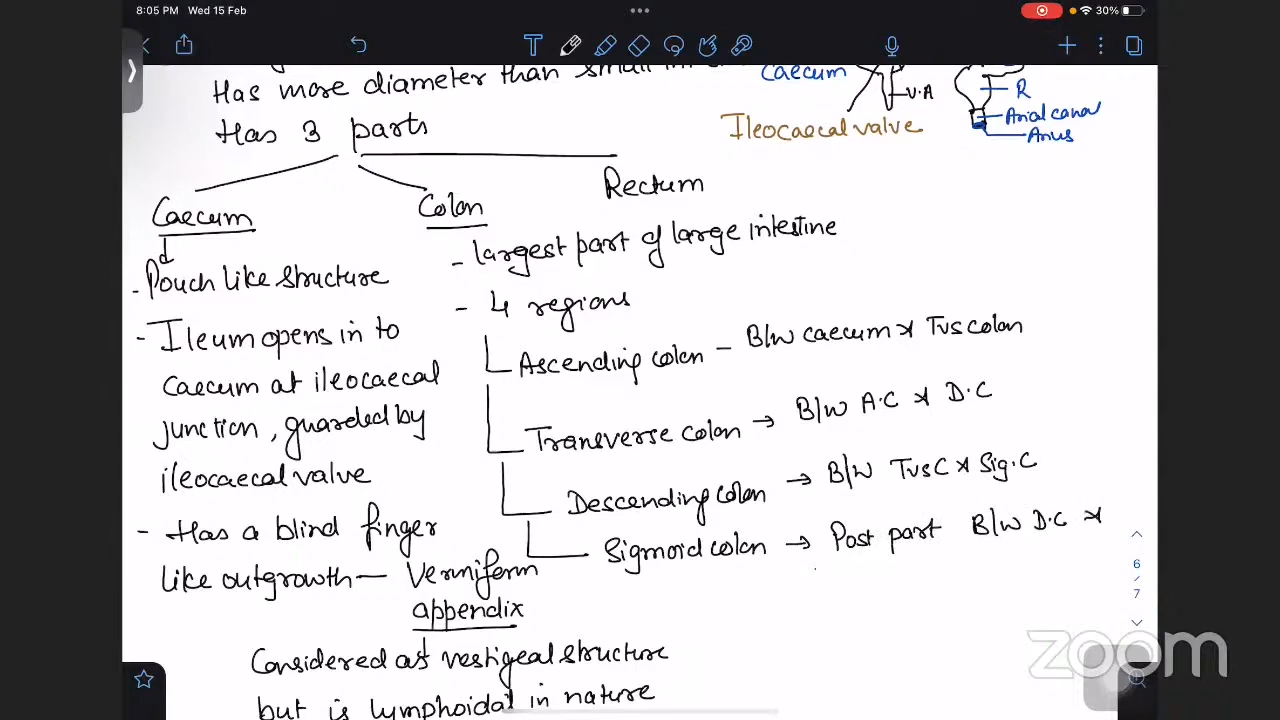 8:05 PM Wed 15 Feb
30%
Has more diameter than small
Caecum
V.A
R
Anal canal
Anus
Ileocaecal valve
Has 3 parts
Caecum
Colon
Rectum
- Pouch like structure
- Ileum opens in to
caecum at ileocaecal
junction, guarded by
ileocaecal valve
- Has a blind finger
like outgrowth — Vermiform
appendix
Considered as vestigeal structure
but is lymphoidal in nature
- largest part of large intestine
- 4 regions
Ascending colon – B/w caecum & Tvs colon
Transverse colon → B/w A.C & D.C
Descending colon → B/w Tvs C & Sig.C
Sigmoid colon → Post part B/w D.C &
6
/
7
zoom